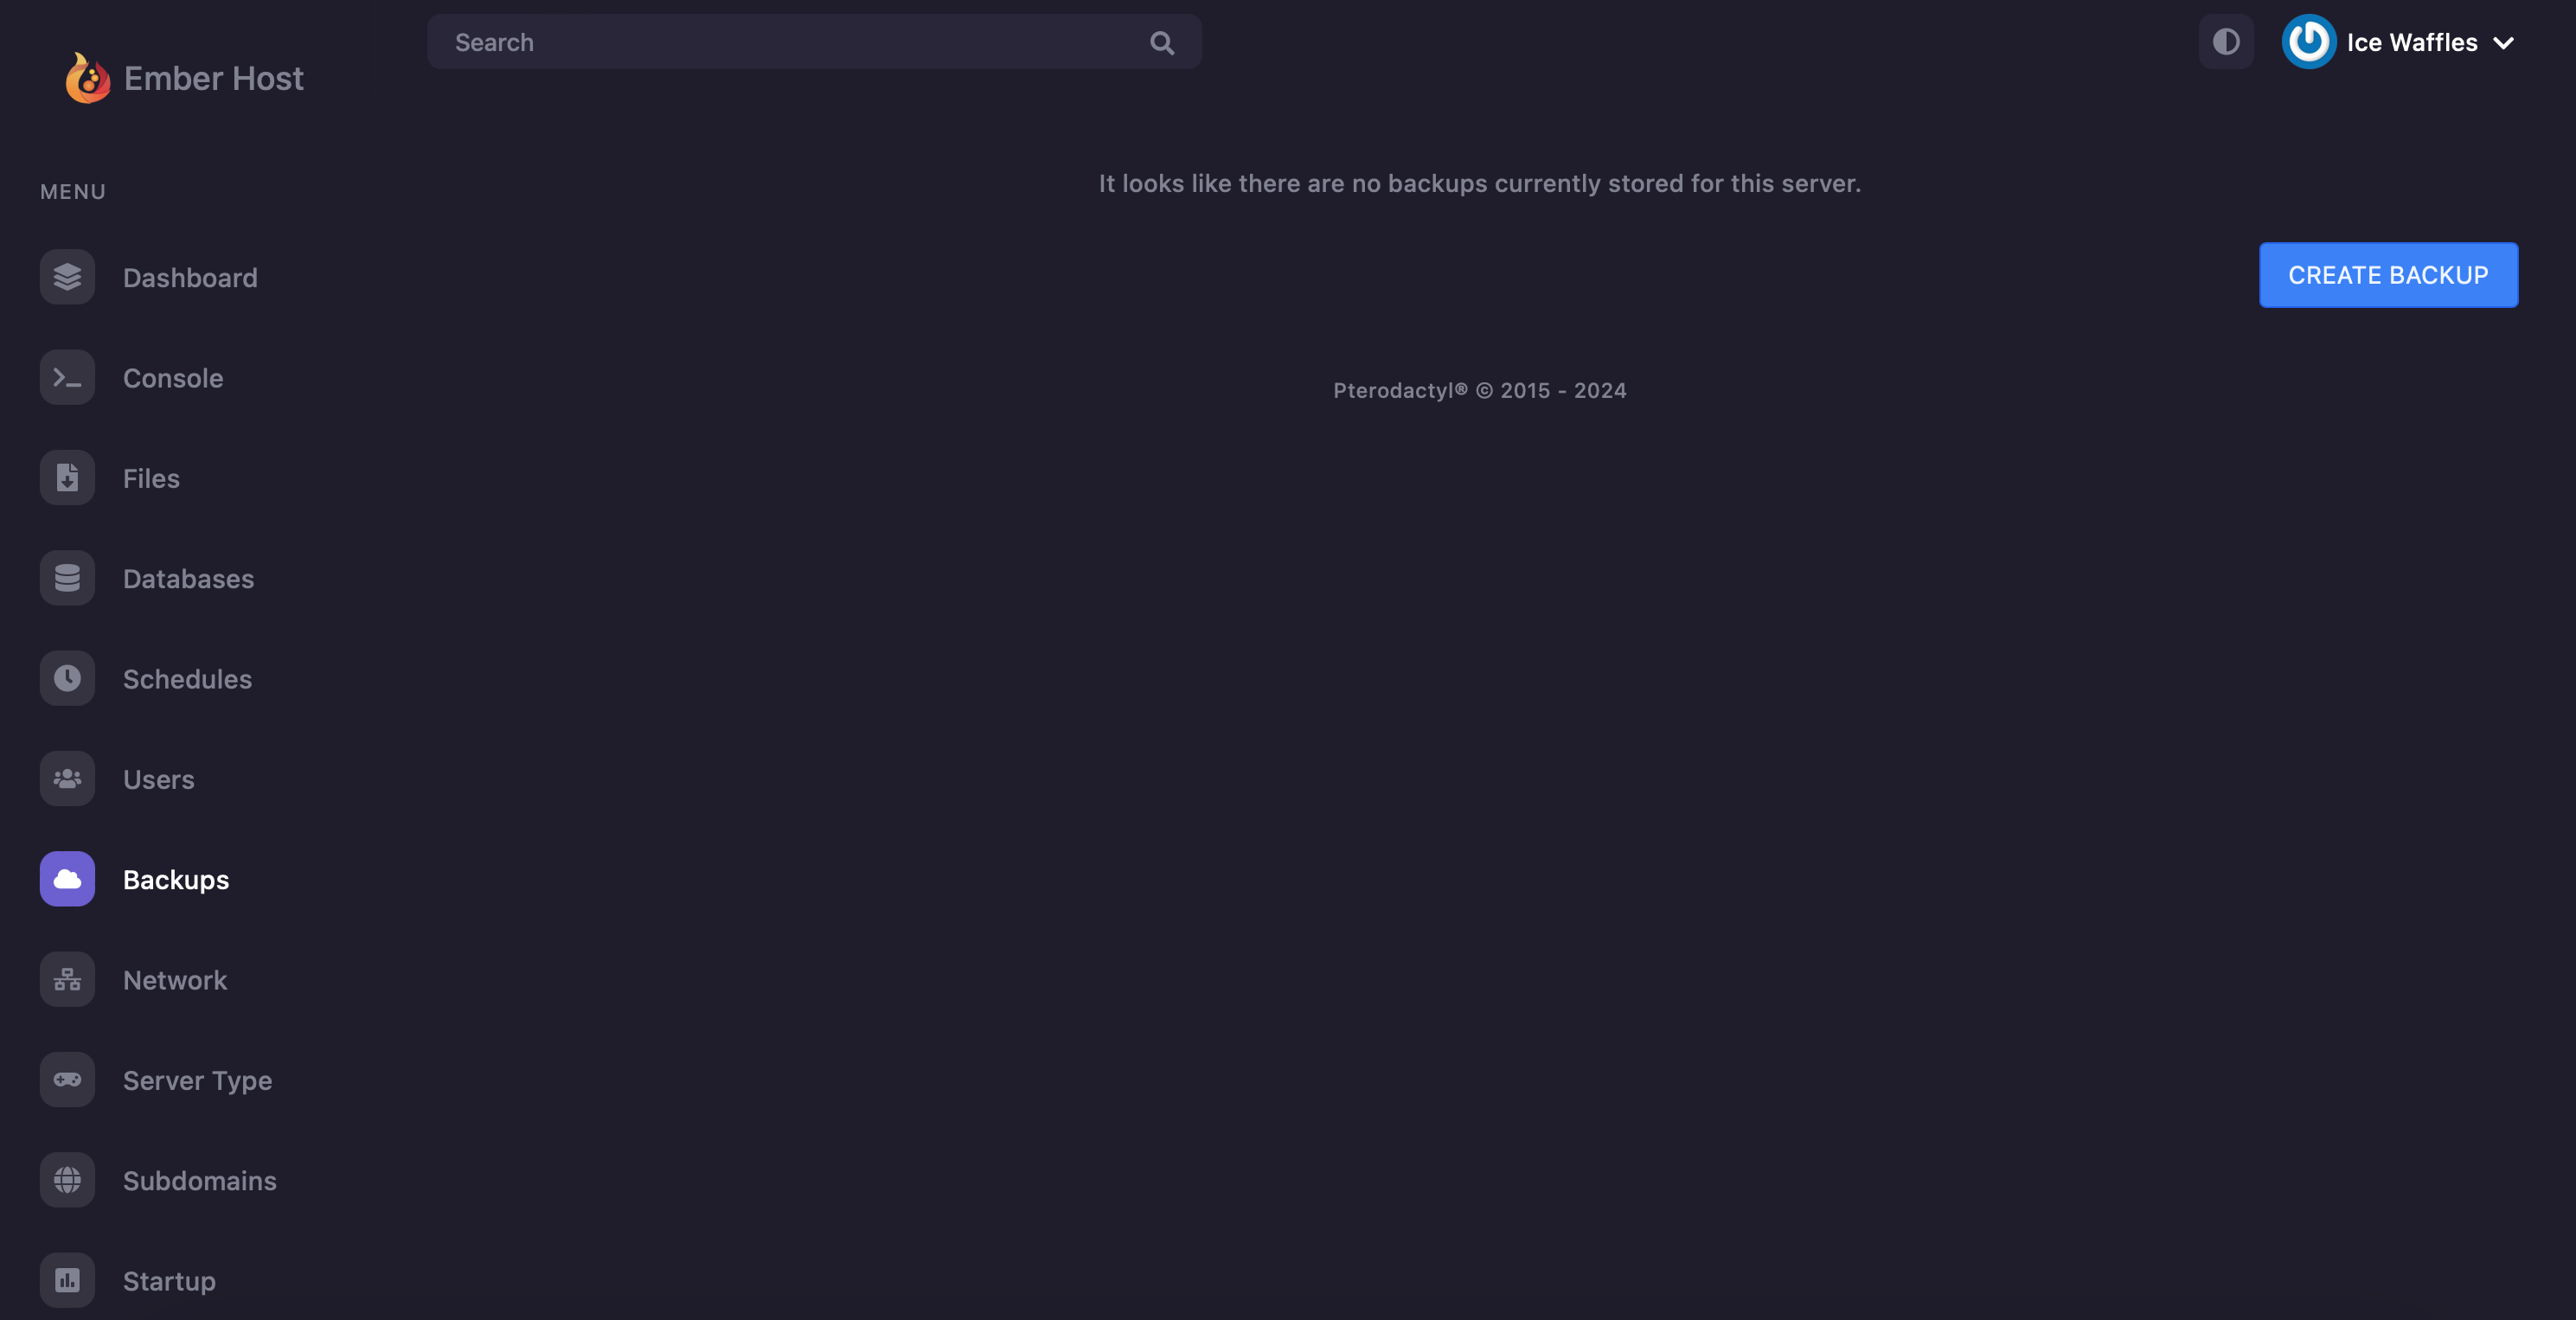 Ember Host
Search
Ice Waffles
MENU
Dashboard
Console
Files
Databases
Schedules
Users
Backups
Network
Server Type
Subdomains
Startup
It looks like there are no backups currently stored for this server.
CREATE BACKUP
Pterodactyl® © 2015 - 2024